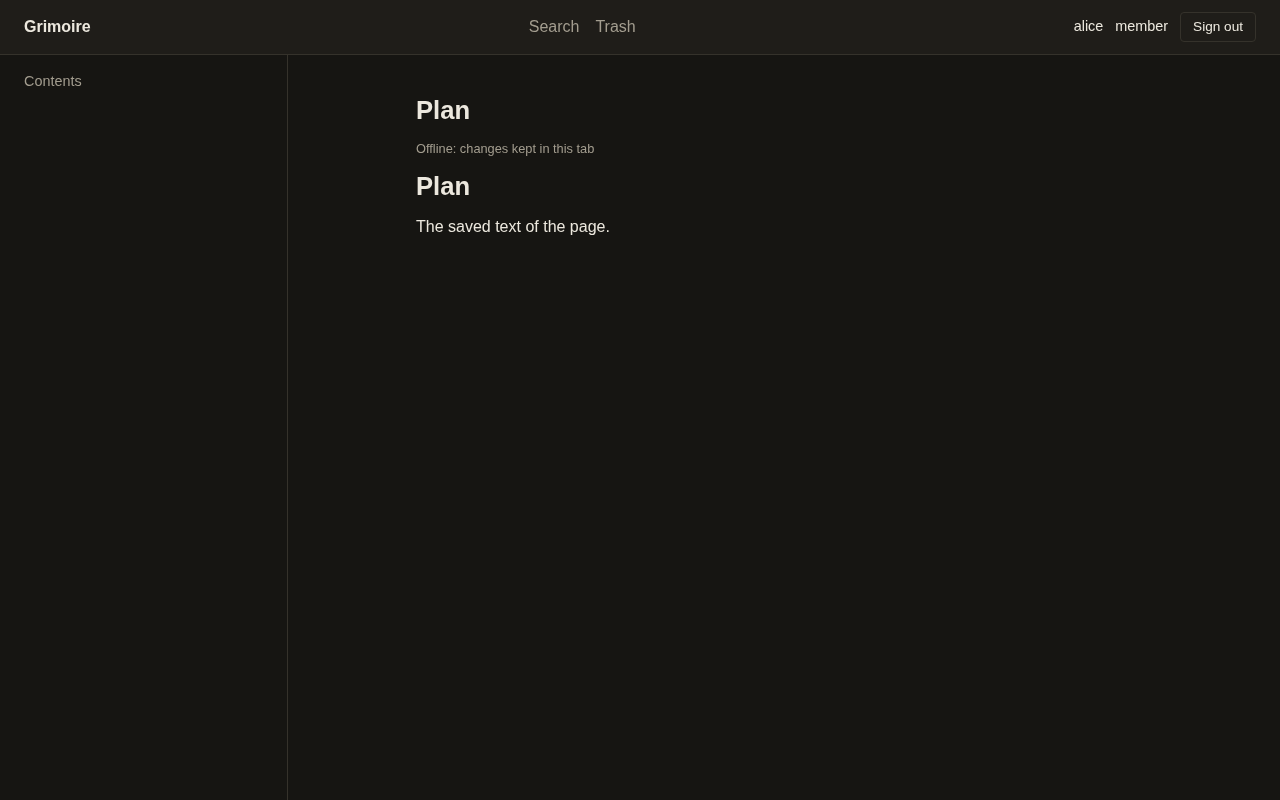 Grimoire
Search Trash
alice member Sign out
Contents
Plan
Offline: changes kept in this tab
Plan
The saved text of the page.